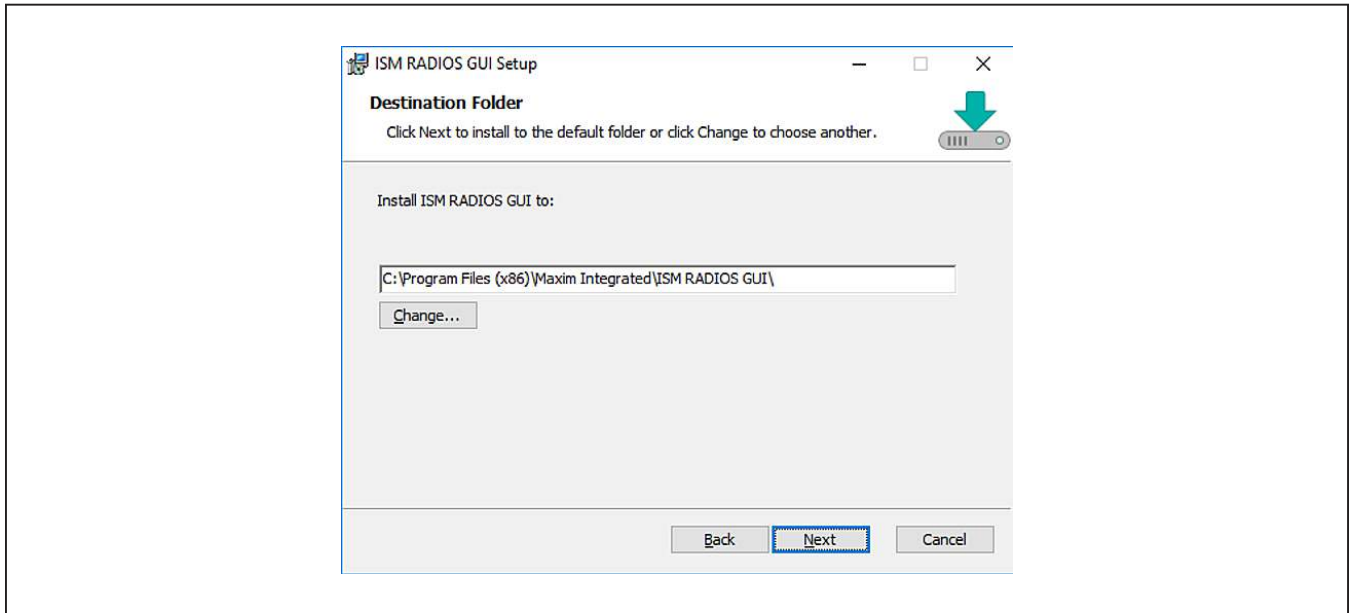 ISM RADIOS GUI Setup
Destination Folder
Click Next to install to the default folder or click Change to choose another.
Install ISM RADIOS GUI to:
C:\Program Files (x86)\Maxim Integrated\ISM RADIOS GUI\
Change...
Back Next Cancel